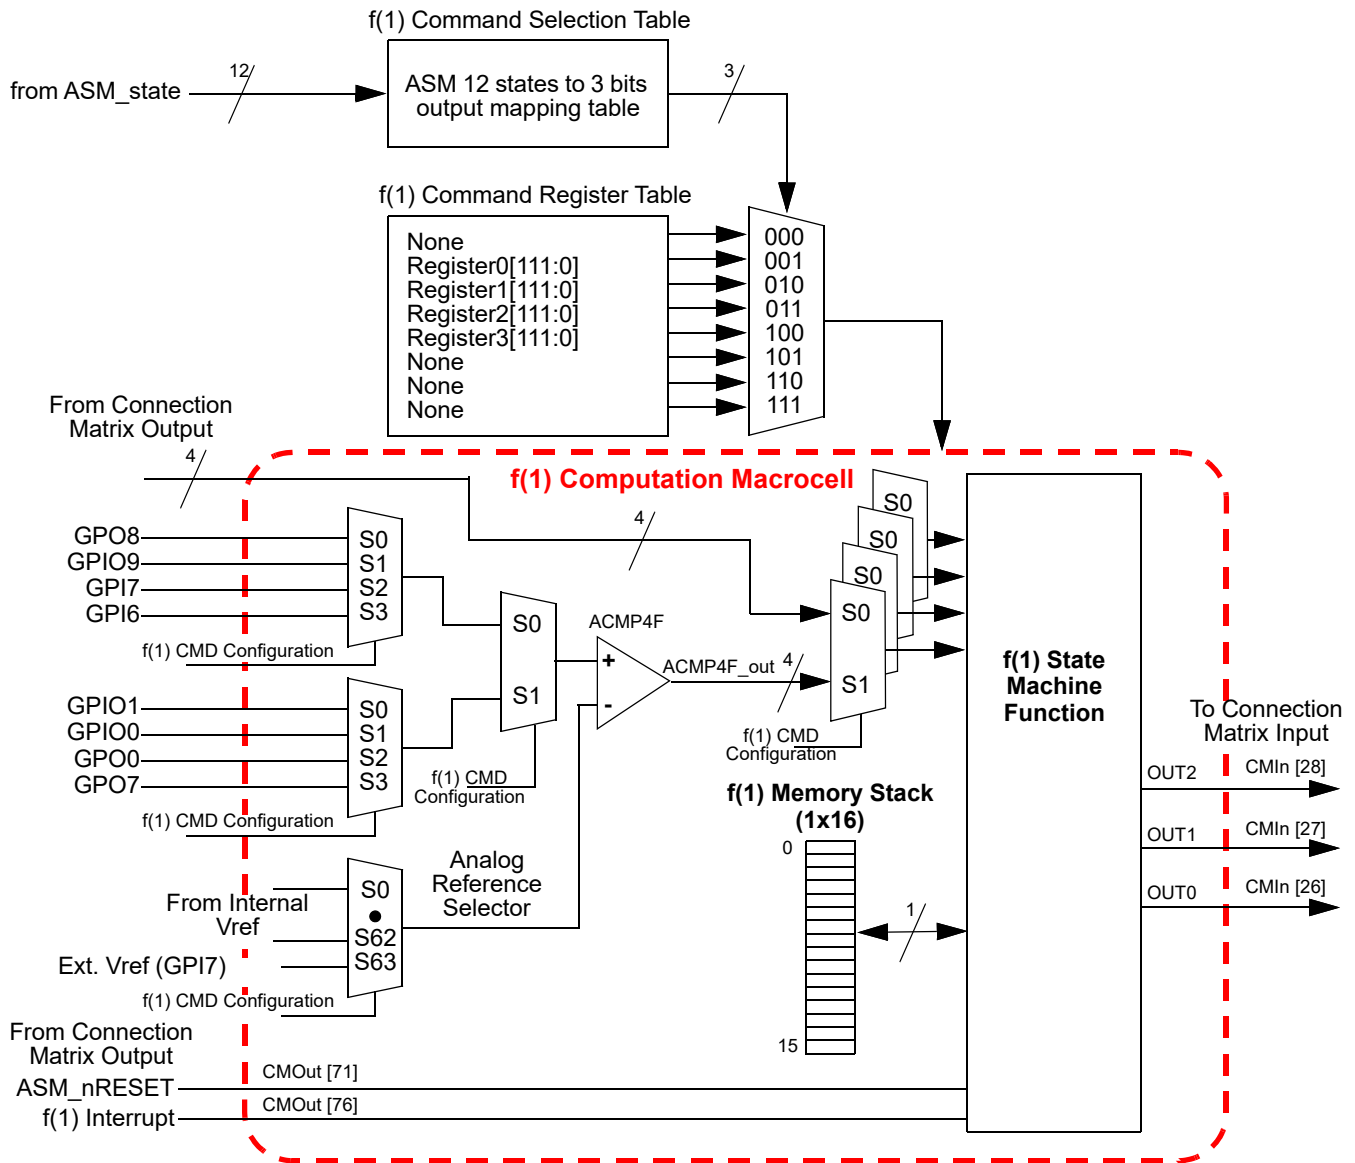 f(1) Command Selection Table
from ASM_state
12
ASM 12 states to 3 bits
output mapping table
3
f(1) Command Register Table
None
Register0[111:0]
Register1[111:0]
Register2[111:0]
Register3[111:0]
None
None
None
000
001
010
011
100
101
110
111
From Connection
Matrix Output
4
f(1) Computation Macrocell
4
GPO8
GPIO9
GPI7
GPI6
S0
S1
S2
S3
f(1) CMD Configuration
GPIO1
GPIO0
GPO0
GPO7
S0
S1
S2
S3
f(1) CMD Configuration
S0
S1
f(1) CMD
Configuration
ACMP4F
+
-
ACMP4F_out
4
S0
S0
S0
S0
S1
f(1) CMD
Configuration
f(1) State
Machine
Function
f(1) Memory Stack
(1x16)
0
15
1
Analog
Reference
Selector
From Internal
Vref
Ext. Vref (GPI7)
S0
S62
S63
f(1) CMD Configuration
To Connection
Matrix Input
OUT2
CMIn [28]
OUT1
CMIn [27]
OUT0
CMIn [26]
From Connection
Matrix Output
ASM_nRESET
CMOut [71]
f(1) Interrupt
CMOut [76]